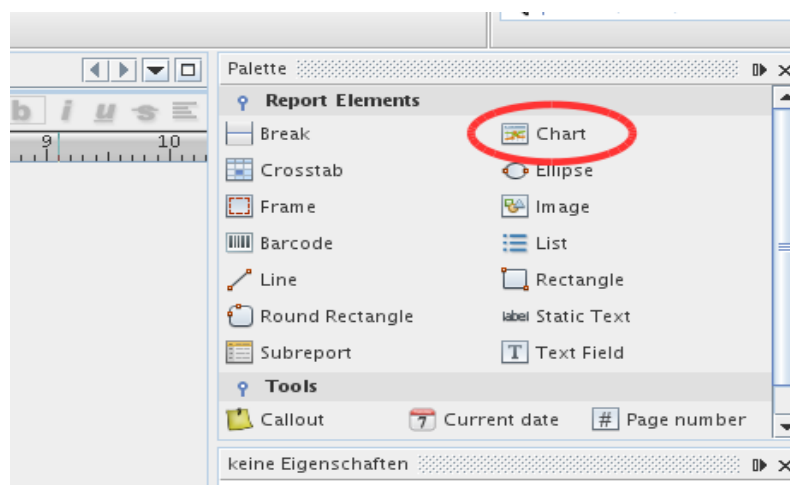 Palette
b i u s
Report Elements
9 10
Break Chart
Crosstab Ellipse
Frame Image
Barcode List
Line Rectangle
Round Rectangle label Static Text
Subreport T Text Field
Tools
Callout 7 Current date # Page number
keine Eigenschaften